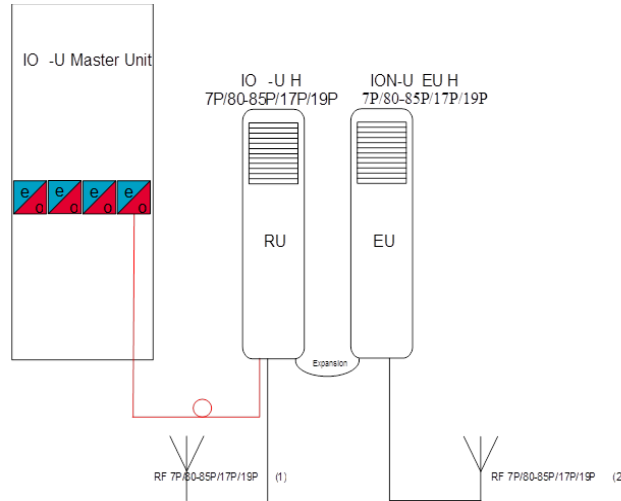 IO -U Master Unit
IO -U H
7P/80-85P/17P/19P
ION-U EU H
7P/80-85P/17P/19P
e o e o e o e o
RU
EU
Expansion
RF 7P/80-85P/17P/19P (1)
RF 7P/80-85P/17P/19P (2